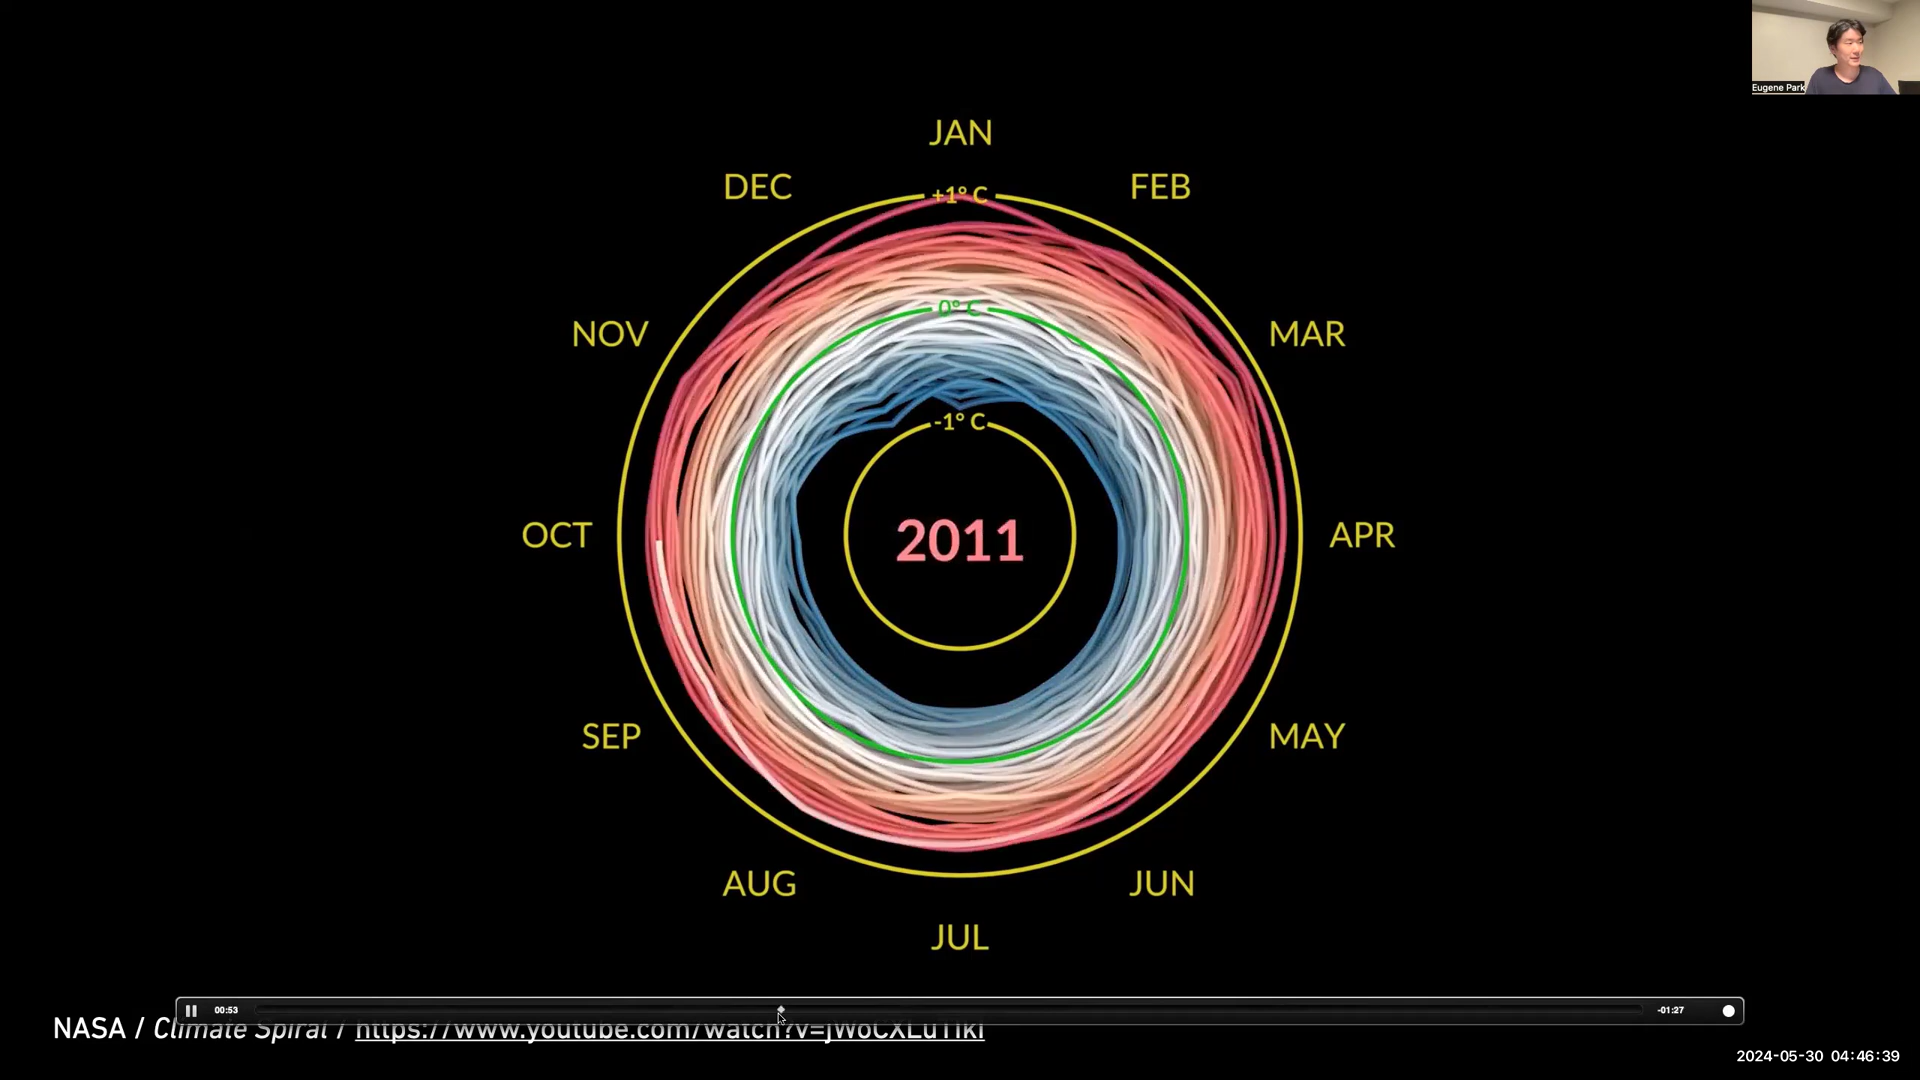 Eugene Park
JAN
DEC
FEB
+1° C
NOV
MAR
0° C
-1° C
OCT
2011
APR
SEP
MAY
AUG
JUN
JUL
00:53
-01:27
NASA / Climate Spiral /
2024-05-30 04:46:39